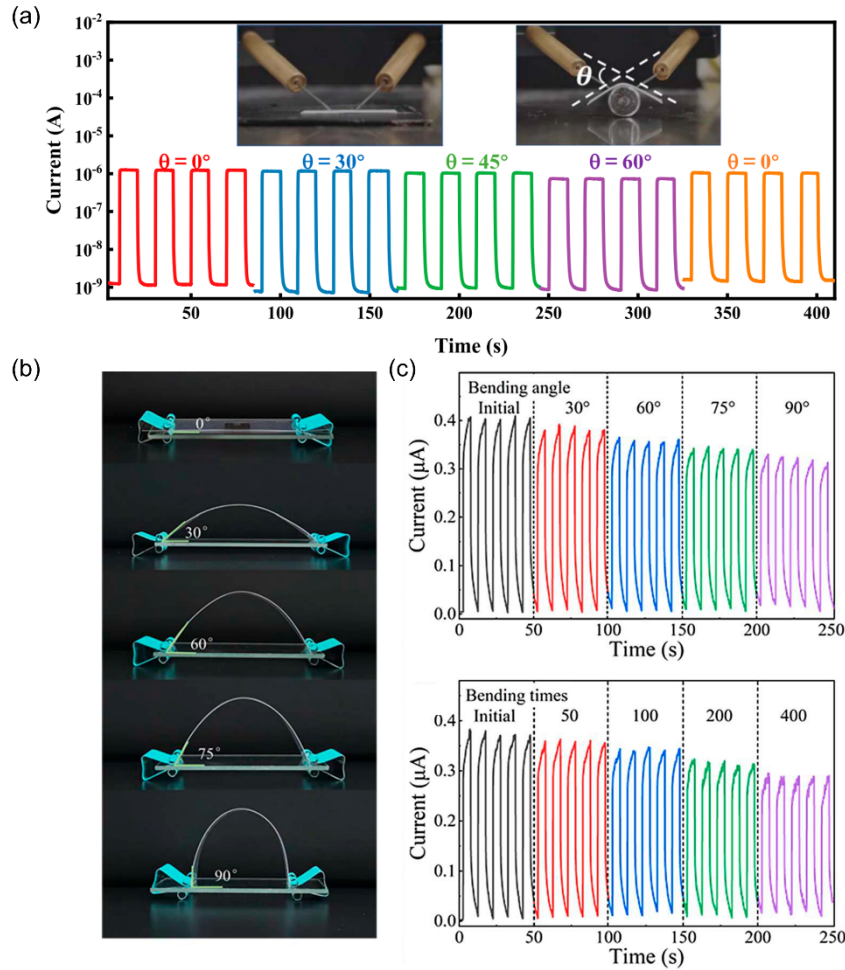 (a)
Current (A)
10-2
10-3
10-4
10-5
10-6
10-7
10-8
10-9
θ
θ = 0° θ = 30° θ = 45° θ = 60° θ = 0°
50 100 150 200 250 300 350 400
Time (s)
(b)
0°
30°
60°
75°
90°
(c)
Bending angle
Initial 30° 60° 75° 90°
Current (μA)
0.4
0.3
0.2
0.1
0.0
0 50 100 150 200 250
Time (s)
Bending times
Initial 50 100 200 400
Current (μA)
0.4
0.3
0.2
0.1
0.0
0 50 100 150 200 250
Time (s)